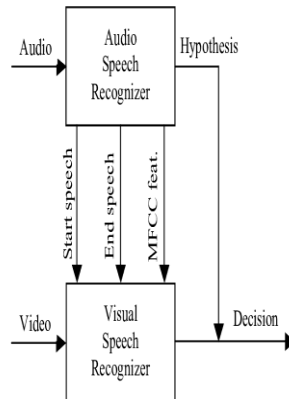 Audio
Audio
Speech
Recognizer
Hypothesis
Start speech
End speech
MFCC feat.
Video
Visual
Speech
Recognizer
Decision